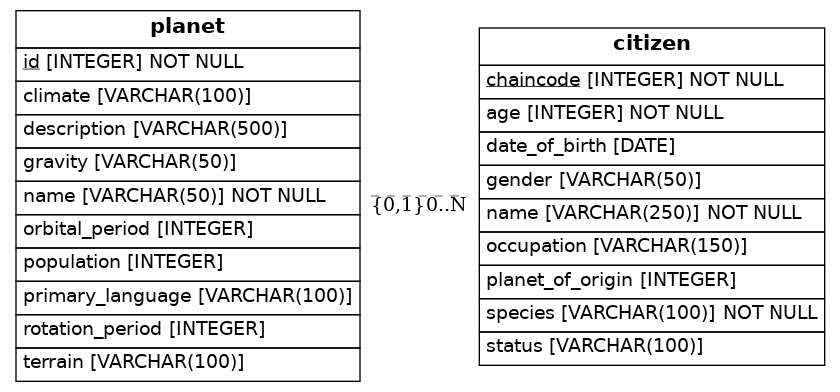 planet
id [INTEGER] NOT NULL
climate [VARCHAR(100)]
description [VARCHAR(500)]
gravity [VARCHAR(50)]
name [VARCHAR(50)] NOT NULL
orbital_period [INTEGER]
population [INTEGER]
primary_language [VARCHAR(100)]
rotation_period [INTEGER]
terrain [VARCHAR(100)]
{0,1}0..N
citizen
chaincode [INTEGER] NOT NULL
age [INTEGER] NOT NULL
date_of_birth [DATE]
gender [VARCHAR(50)]
name [VARCHAR(250)] NOT NULL
occupation [VARCHAR(150)]
planet_of_origin [INTEGER]
species [VARCHAR(100)] NOT NULL
status [VARCHAR(100)]